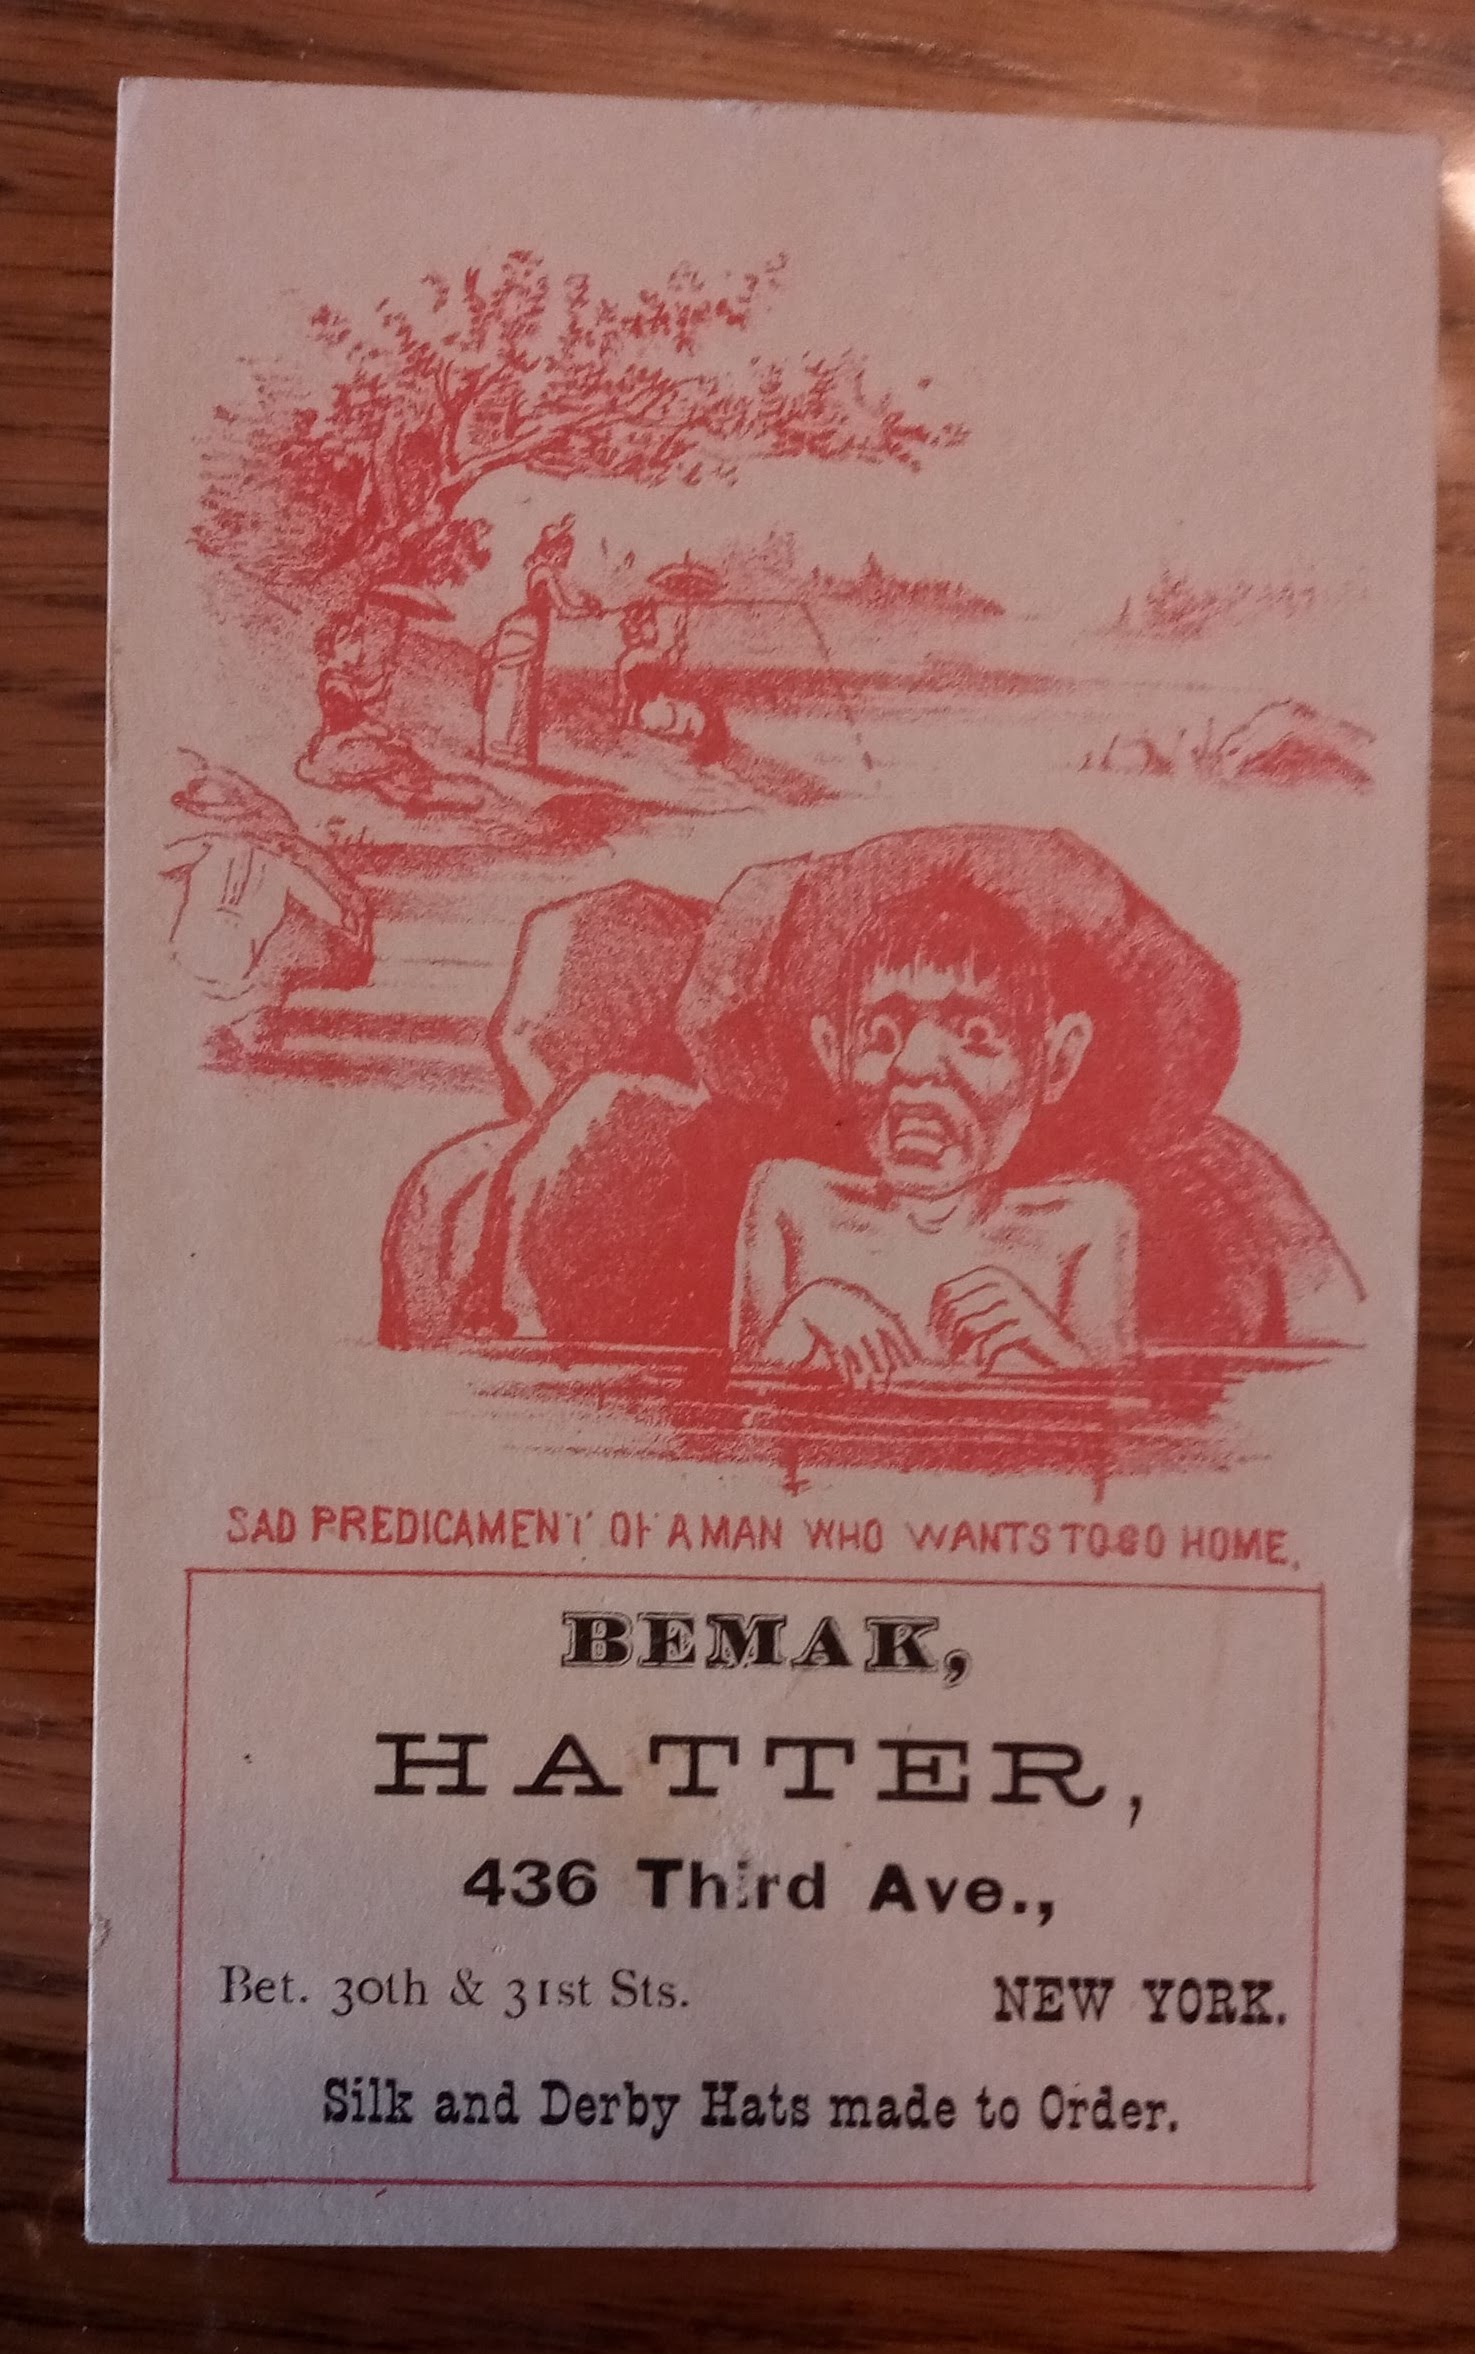 SAD PREDICAMENT OF A MAN WHO WANTS TO GO HOME.
BEMAK,
HATTER,
436 Third Ave.,
Bet. 30th & 31st Sts. NEW YORK.
Silk and Derby Hats made to Order.